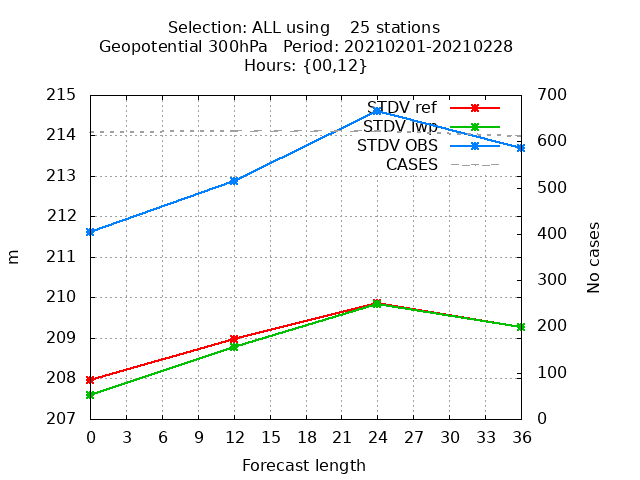 Selection: ALL using 25 stations
Geopotential 300hPa Period: 20210201-20210228
Hours: {00,12}
215
214
213
212
211
210
209
208
207
m
700
600
500
400
300
200
100
0
No cases
STDV ref
STDV lwp
STDV OBS
CASES
0 3 6 9 12 15 18 21 24 27 30 33 36
Forecast length